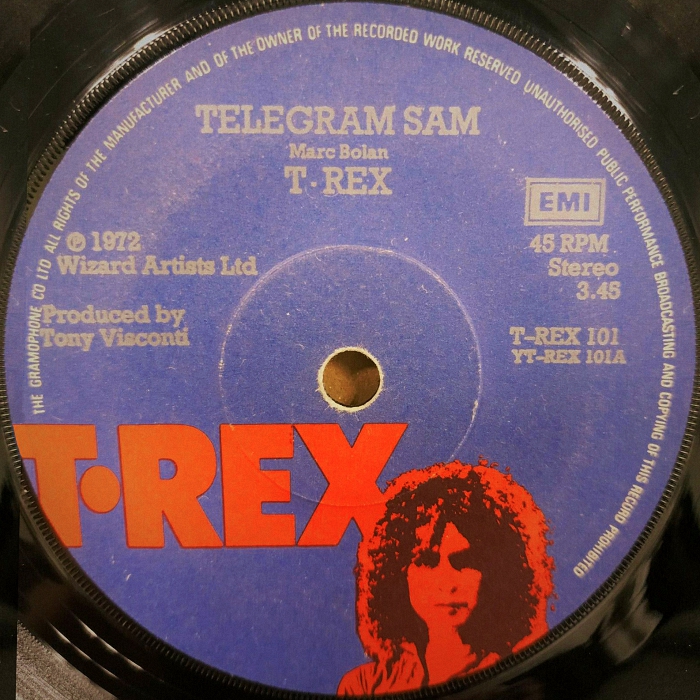 THE GRAMOPHONE CO LTD ALL RIGHTS OF THE MANUFACTURER AND OF THE OWNER OF THE RECORDED WORK RESERVED UNAUTHORISED PUBLIC PERFORMANCE BROADCASTING AND COPYING OF THIS RECORD PROHIBITED
TELEGRAM SAM
Marc Bolan
T·REX
EMI
℗ 1972
Wizard Artists Ltd
45 RPM
Stereo
3.45
Produced by
Tony Visconti
T-REX 101
YT-REX 101A
T·REX